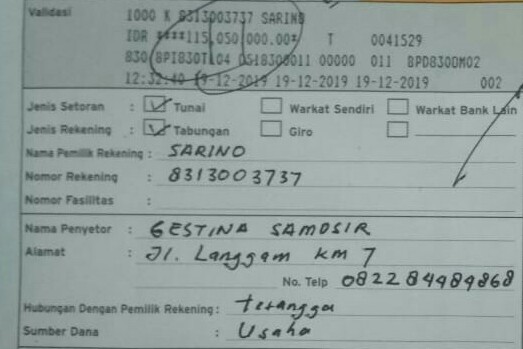 Validasi
1000 K 8313003737 SARINO
IDR ****115,050,000.00* T 0041529
830 8PI830TL04 0518300011 00000 011 8PD830DM02
12:32:40 19-12-2019 19-12-2019 19-12-2019 002
Jenis Setoran : Tunai Warkat Sendiri Warkat Bank Lain
Jenis Rekening : Tabungan Giro
Nama Pemilik Rekening : SARINO
Nomor Rekening : 8313003737
Nomor Fasilitas :
Nama Penyetor : GESTINA SAMOSIR
Alamat : Jl. Langgam km 7
No. Telp 082284989868
Hubungan Dengan Pemilik Rekening : tetangga
Sumber Dana : Usaha